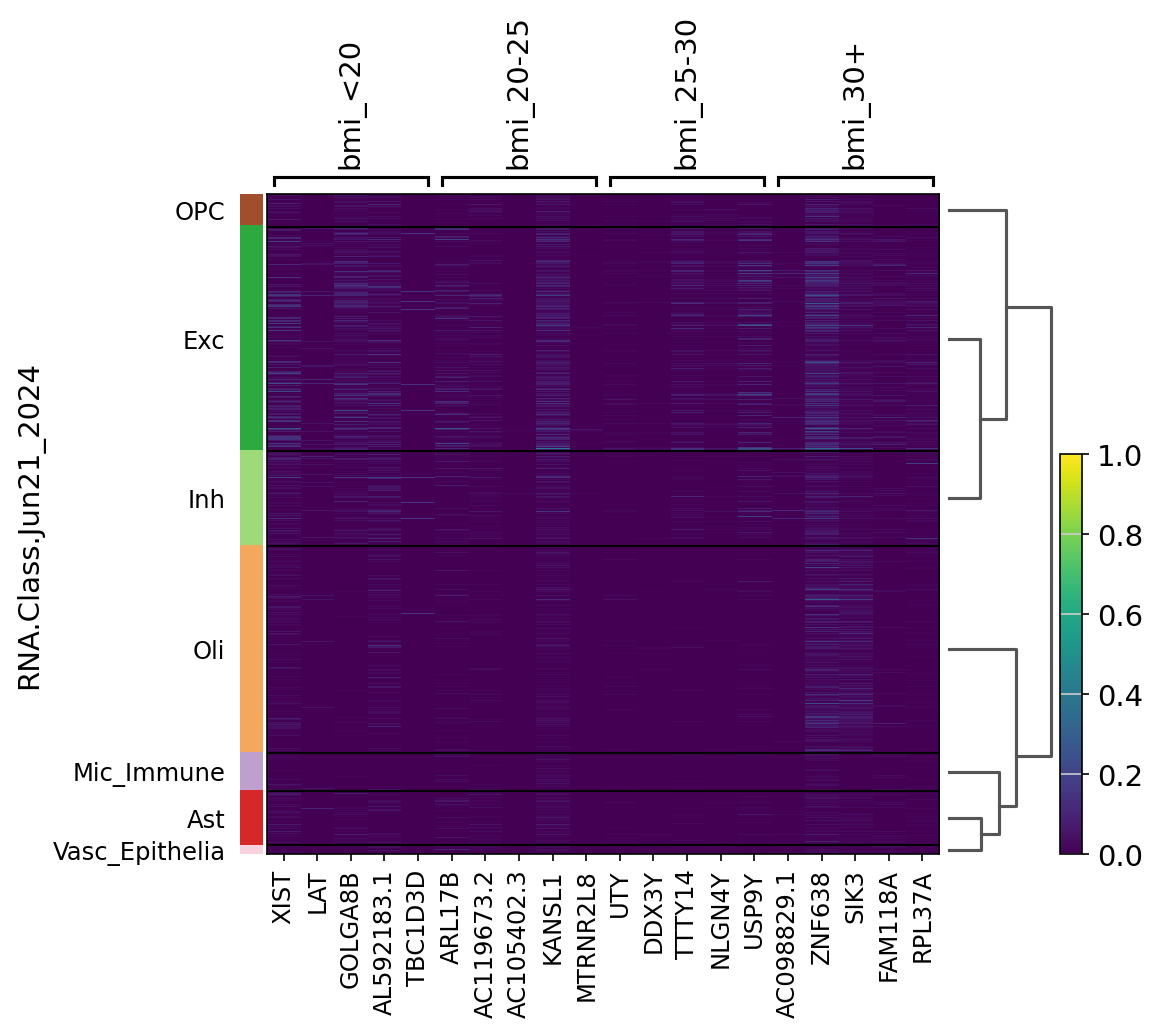 bmi_<20
bmi_20-25
bmi_25-30
bmi_30+
RNA.Class.Jun21_2024
OPC
Exc
Inh
Oli
Mic_Immune
Ast
Vasc_Epithelia
XIST
LAT
GOLGA8B
AL592183.1
TBC1D3D
ARL17B
AC119673.2
AC105402.3
KANSL1
MTRNR2L8
UTY
DDX3Y
TTTY14
NLGN4Y
USP9Y
AC098829.1
ZNF638
SIK3
FAM118A
RPL37A
1.0
0.8
0.6
0.4
0.2
0.0